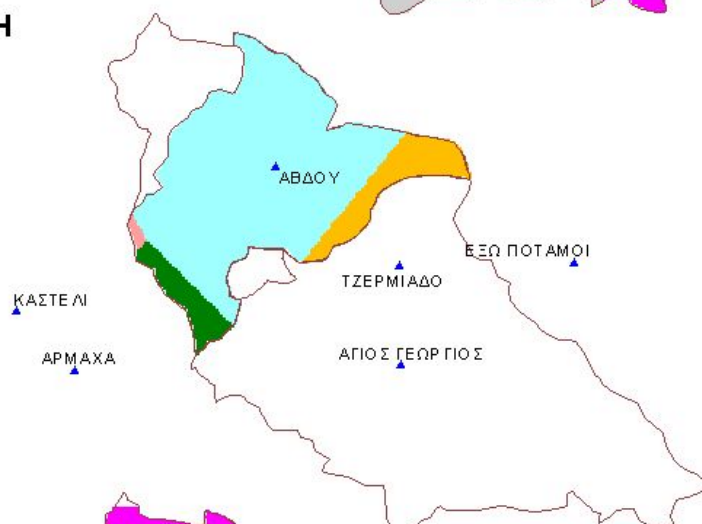 Η
ΑΒΔΟΥ
ΕΞΩ ΠΟΤΑΜΟΙ
ΤΖΕΡΜΙΑΔΟ
ΚΑΣΤΕΛΙ
ΑΡΜΑΧΑ
ΑΓΙΟΣ ΓΕΩΡΓΙΟΣ